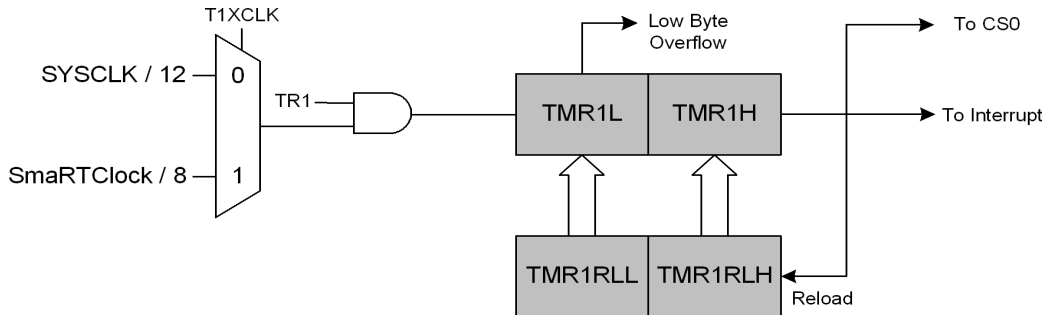 T1XCLK
SYSCLK / 12
0
TR1
SmaRTClock / 8
1
Low Byte
Overflow
To CS0
TMR1L
TMR1H
To Interrupt
TMR1RLL
TMR1RLH
Reload